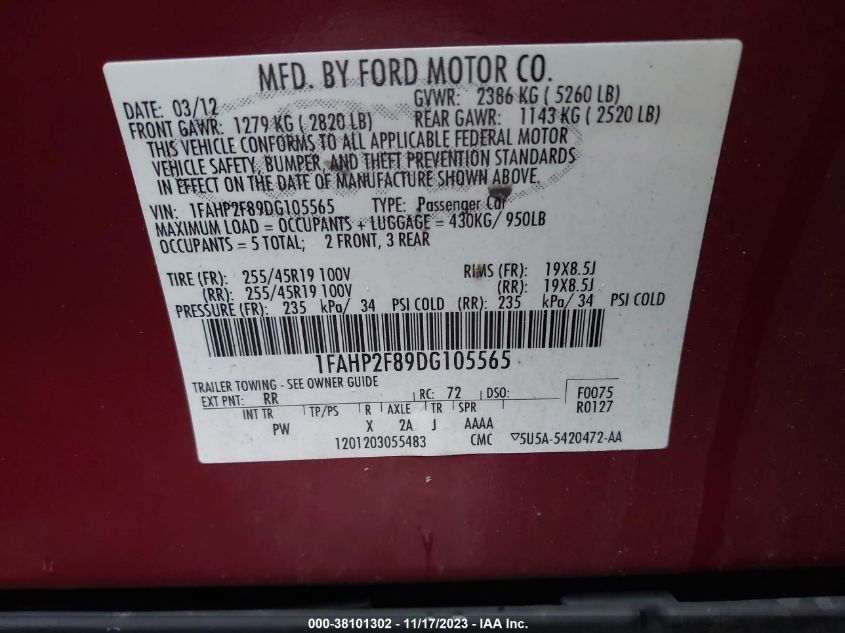 MFD. BY FORD MOTOR CO.
DATE: 03/12 GVWR: 2386 KG ( 5260 LB)
FRONT GAWR: 1279 KG ( 2820 LB) REAR GAWR: 1143 KG ( 2520 LB)
THIS VEHICLE CONFORMS TO ALL APPLICABLE FEDERAL MOTOR
VEHICLE SAFETY, BUMPER, AND THEFT PREVENTION STANDARDS
IN EFFECT ON THE DATE OF MANUFACTURE SHOWN ABOVE.
VIN: 1FAHP2F89DG105565 TYPE: Passenger Car
MAXIMUM LOAD = OCCUPANTS + LUGGAGE = 430KG/ 950LB
OCCUPANTS = 5 TOTAL; 2 FRONT, 3 REAR
TIRE (FR): 255/45R19 100V RIMS (FR): 19X8.5J
(RR): 255/45R19 100V (RR): 19X8.5J
PRESSURE (FR): 235 kPa/ 34 PSI COLD (RR): 235 kPa/ 34 PSI COLD
1FAHP2F89DG105565
TRAILER TOWING - SEE OWNER GUIDE
EXT PNT: RR RC: 72 DSO: F0075
INT TR TP/PS R AXLE TR SPR R0127
PW X 2A J AAAA
1201203055483 CMC ▽5U5A-5420472-AA
000-38101302 - 11/17/2023 - IAA Inc.